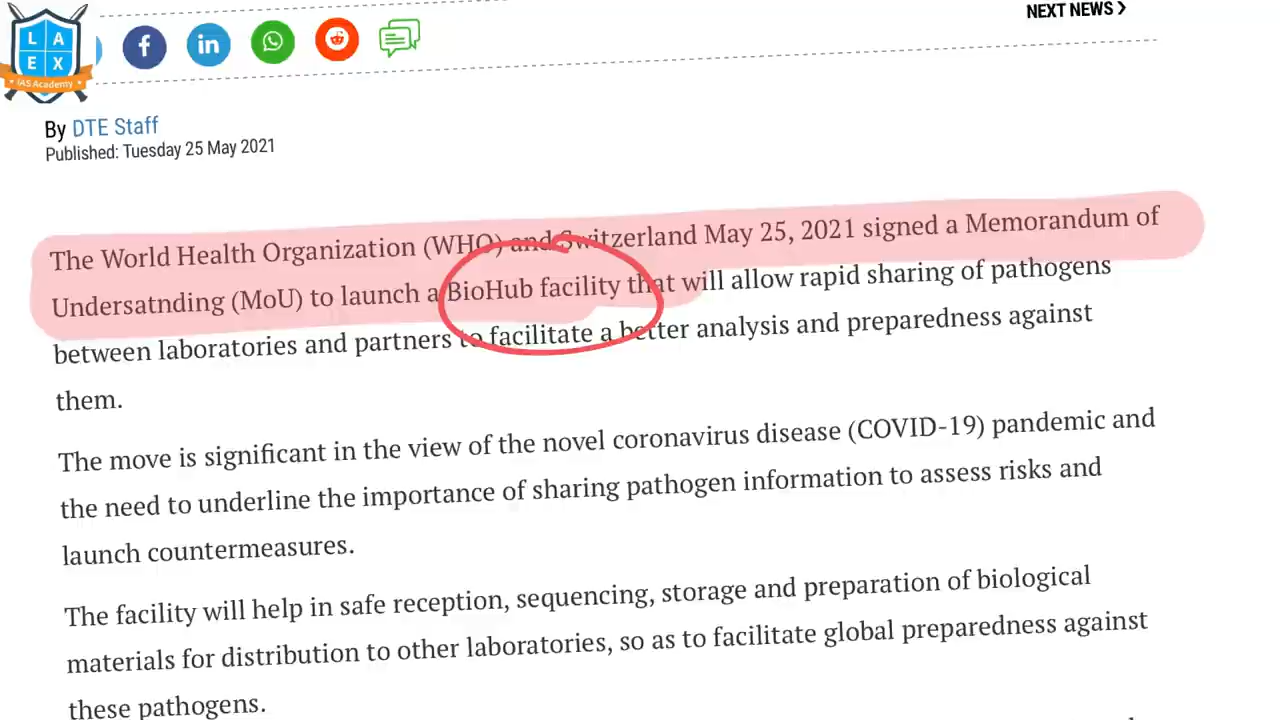 LA
EX
IAS Academy
NEXT NEWS
By DTE Staff
Published: Tuesday 25 May 2021
The World Health Organization (WHO) and Switzerland May 25, 2021 signed a Memorandum of
Undersatnding (MoU) to launch a BioHub facility that will allow rapid sharing of pathogens
between laboratories and partners to facilitate a better analysis and preparedness against
them.
The move is significant in the view of the novel coronavirus disease (COVID-19) pandemic and
the need to underline the importance of sharing pathogen information to assess risks and
launch countermeasures.
The facility will help in safe reception, sequencing, storage and preparation of biological
materials for distribution to other laboratories, so as to facilitate global preparedness against
these pathogens.